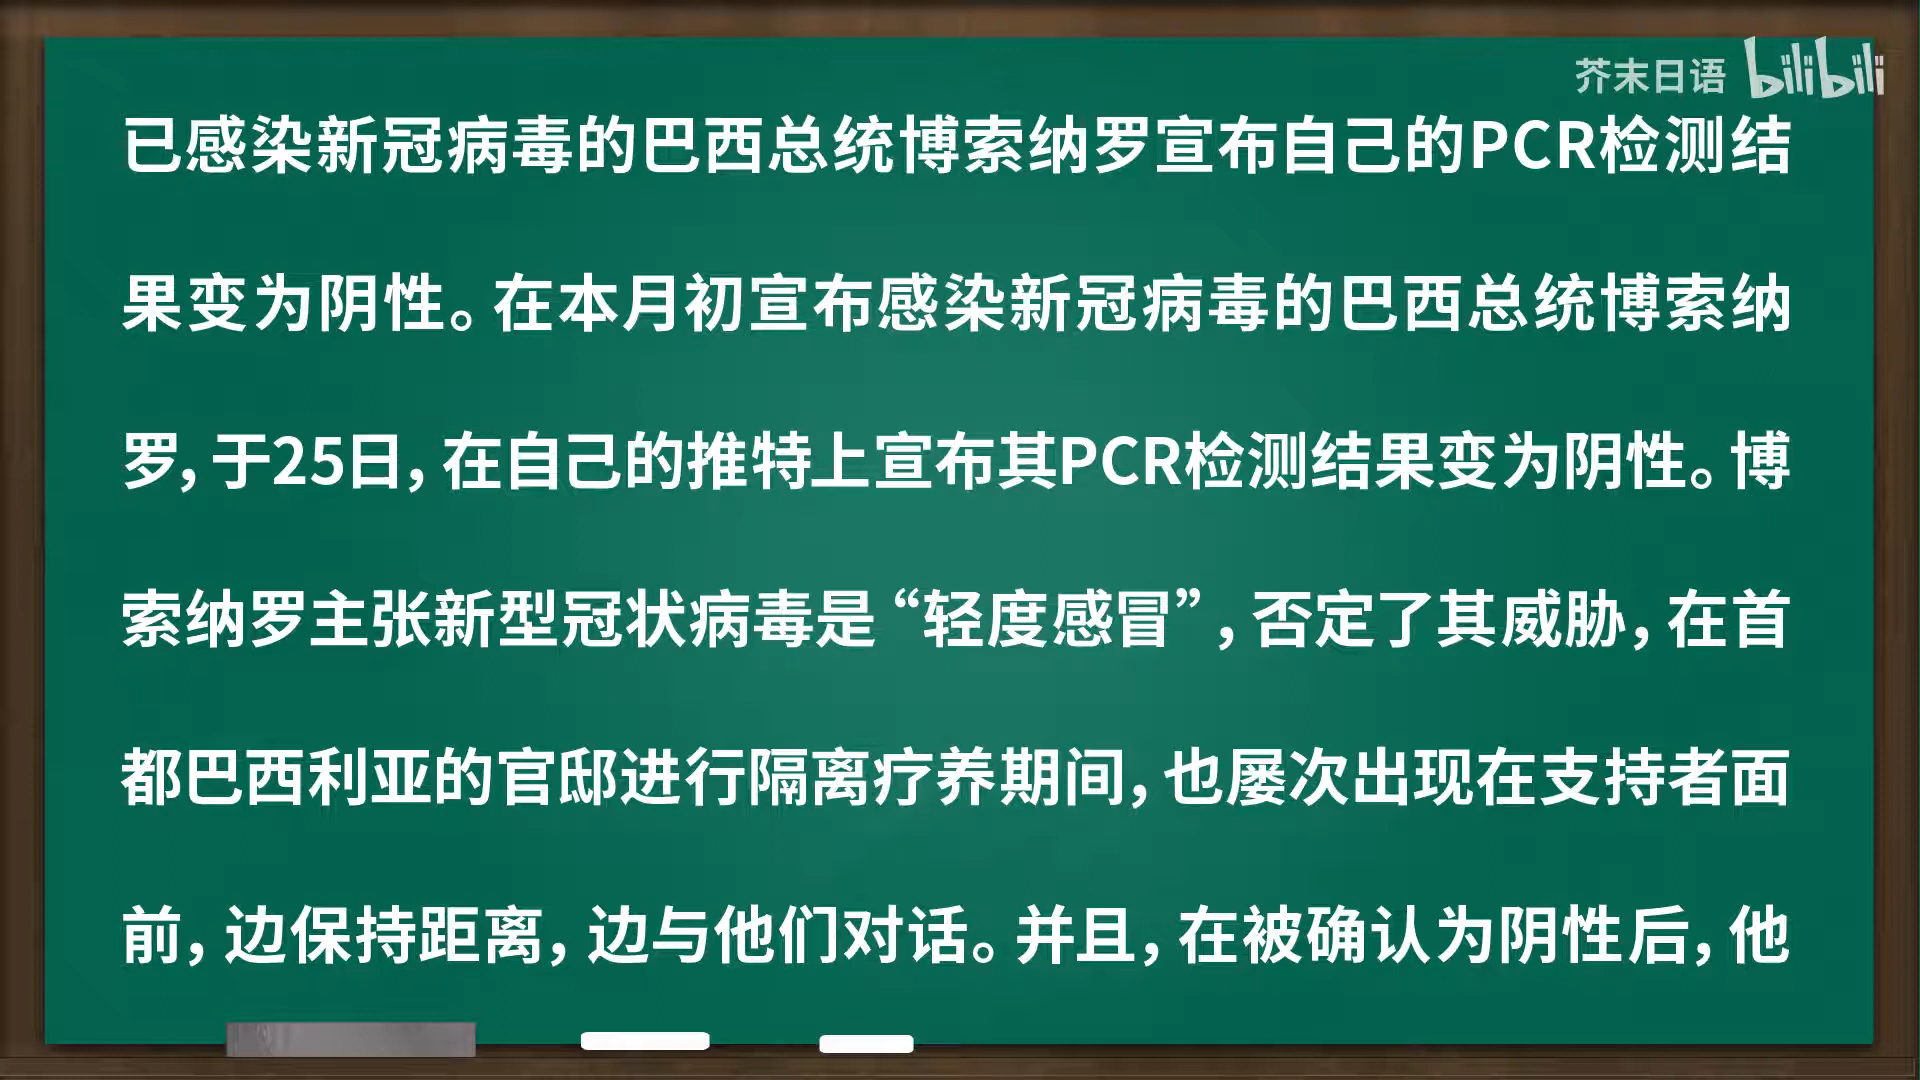 芥末日语 bilibili
已感染新冠病毒的巴西总统博索纳罗宣布自己的PCR检测结
果变为阴性。在本月初宣布感染新冠病毒的巴西总统博索纳
罗，于25日，在自己的推特上宣布其PCR检测结果变为阴性。博
索纳罗主张新型冠状病毒是“轻度感冒”，否定了其威胁，在首
都巴西利亚的官邸进行隔离疗养期间，也屡次出现在支持者面
前，边保持距离，边与他们对话。并且，在被确认为阴性后，他